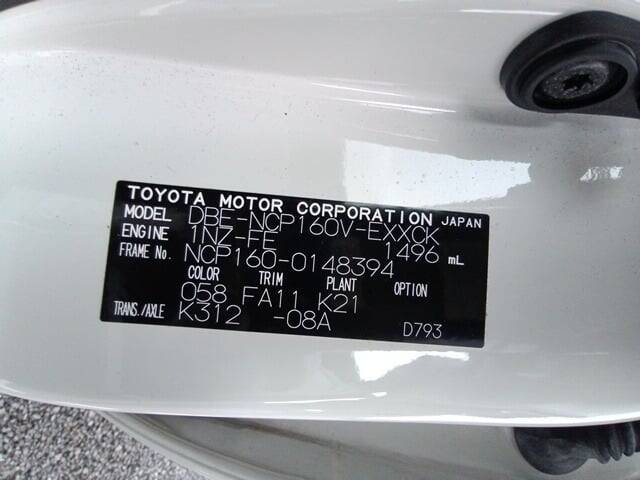 TOYOTA MOTOR CORPORATION JAPAN
MODEL DBE-NCP160V-EXXCK
ENGINE 1NZ-FE 1496 mL
FRAME No. NCP160-0148394
COLOR TRIM PLANT OPTION
058 FA11 K21
TRANS./AXLE K312 -08A
D793